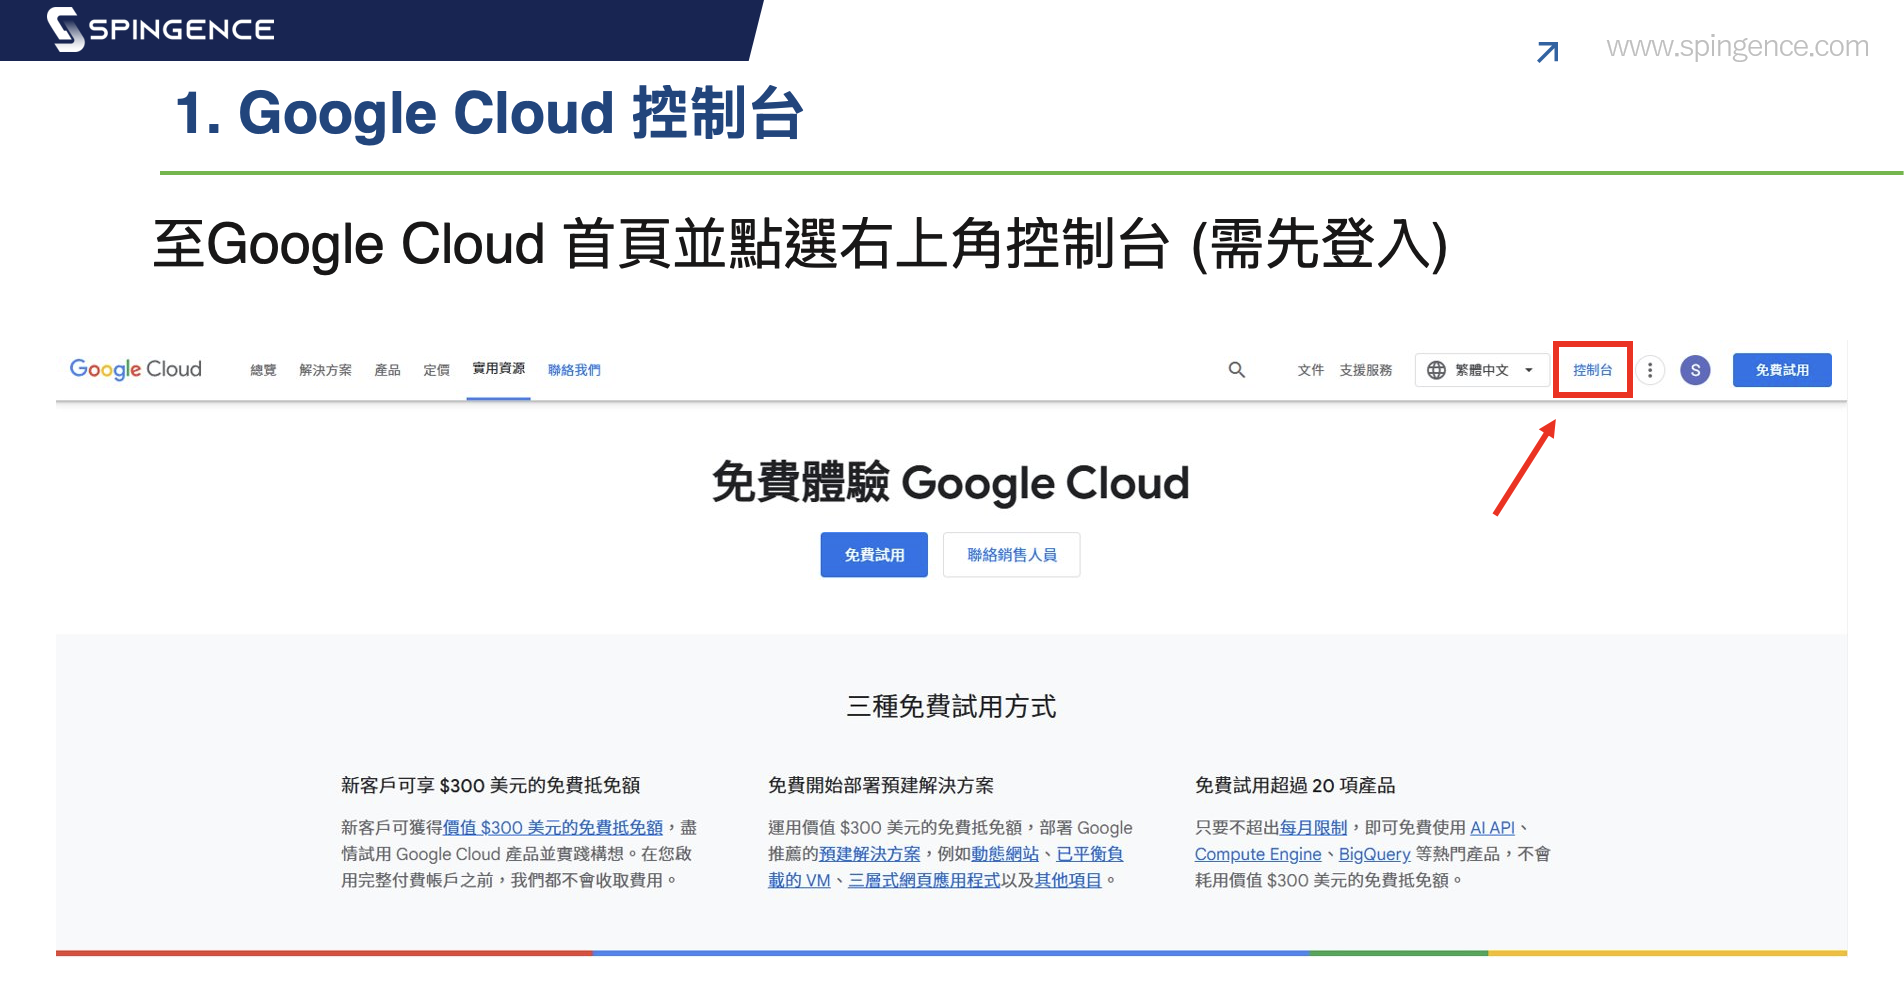 SPINGENCE
www.spingence.com
1. Google Cloud 控制台
至Google Cloud 首頁並點選右上角控制台 (需先登入)
Google Cloud 總覽 解決方案 產品 定價 實用資源 聯絡我們 文件 支援服務 繁體中文 控制台 S 免費試用
免費體驗 Google Cloud
免費試用 聯絡銷售人員
三種免費試用方式
新客戶可享 $300 美元的免費抵免額
新客戶可獲得價值 $300 美元的免費抵免額，盡
情試用 Google Cloud 產品並實踐構想。在您啟
用完整付費帳戶之前，我們都不會收取費用。
免費開始部署預建解決方案
運用價值 $300 美元的免費抵免額，部署 Google
推薦的預建解決方案，例如動態網站、已平衡負
載的 VM、三層式網頁應用程式以及其他項目。
免費試用超過 20 項產品
只要不超出每月限制，即可免費使用 AI API、
Compute Engine、BigQuery 等熱門產品，不會
耗用價值 $300 美元的免費抵免額。